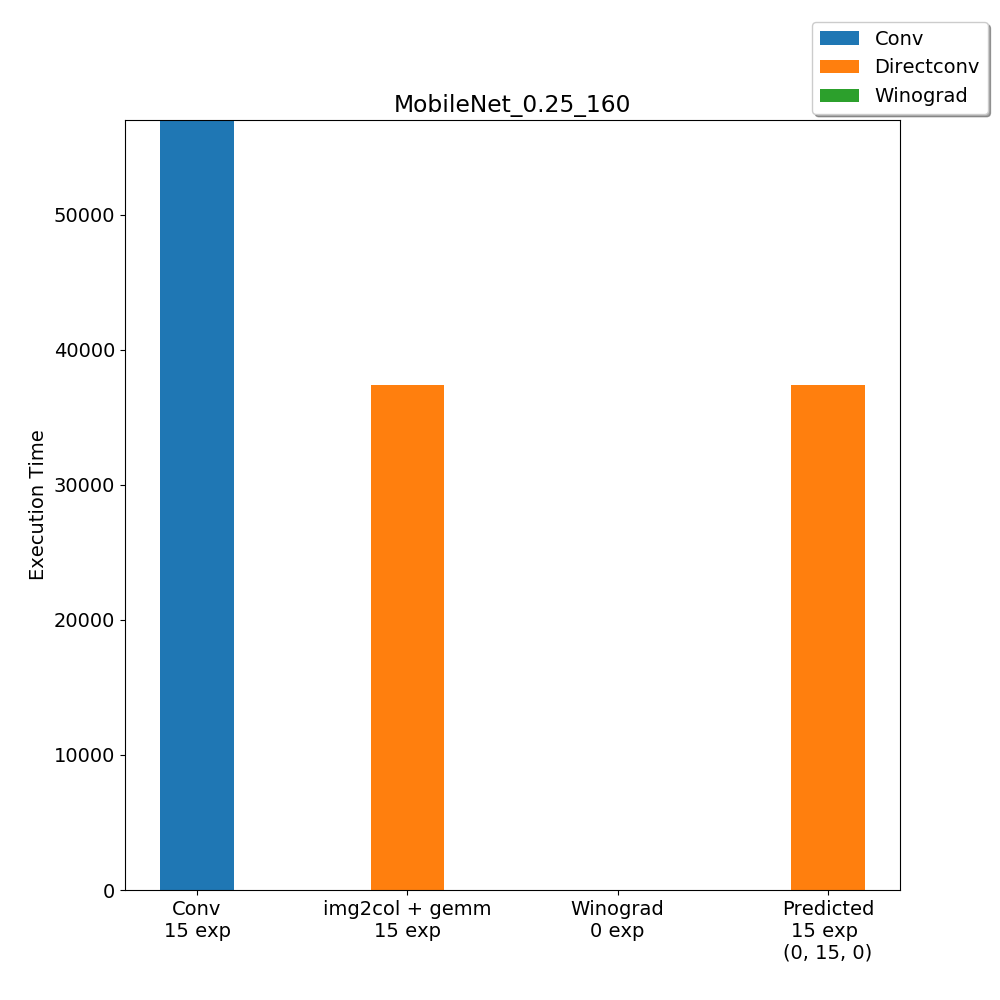 Conv
Directconv
Winograd
MobileNet_0.25_160
50000
40000
30000
20000
10000
0
Execution Time
Conv
15 exp
img2col + gemm
15 exp
Winograd
0 exp
Predicted
15 exp
(0, 15, 0)